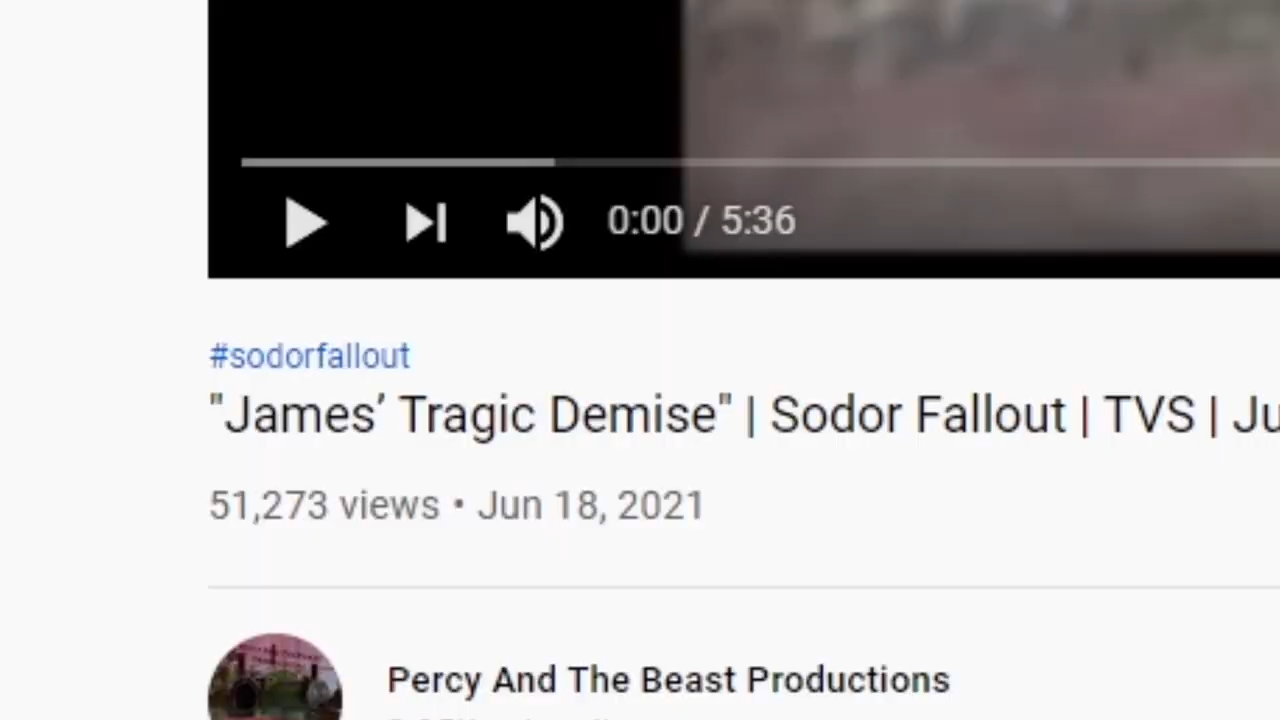 0:00 / 5:36
#sodorfallout
"James’ Tragic Demise" | Sodor Fallout | TVS |
51,273 views • Jun 18, 2021
Percy And The Beast Productions